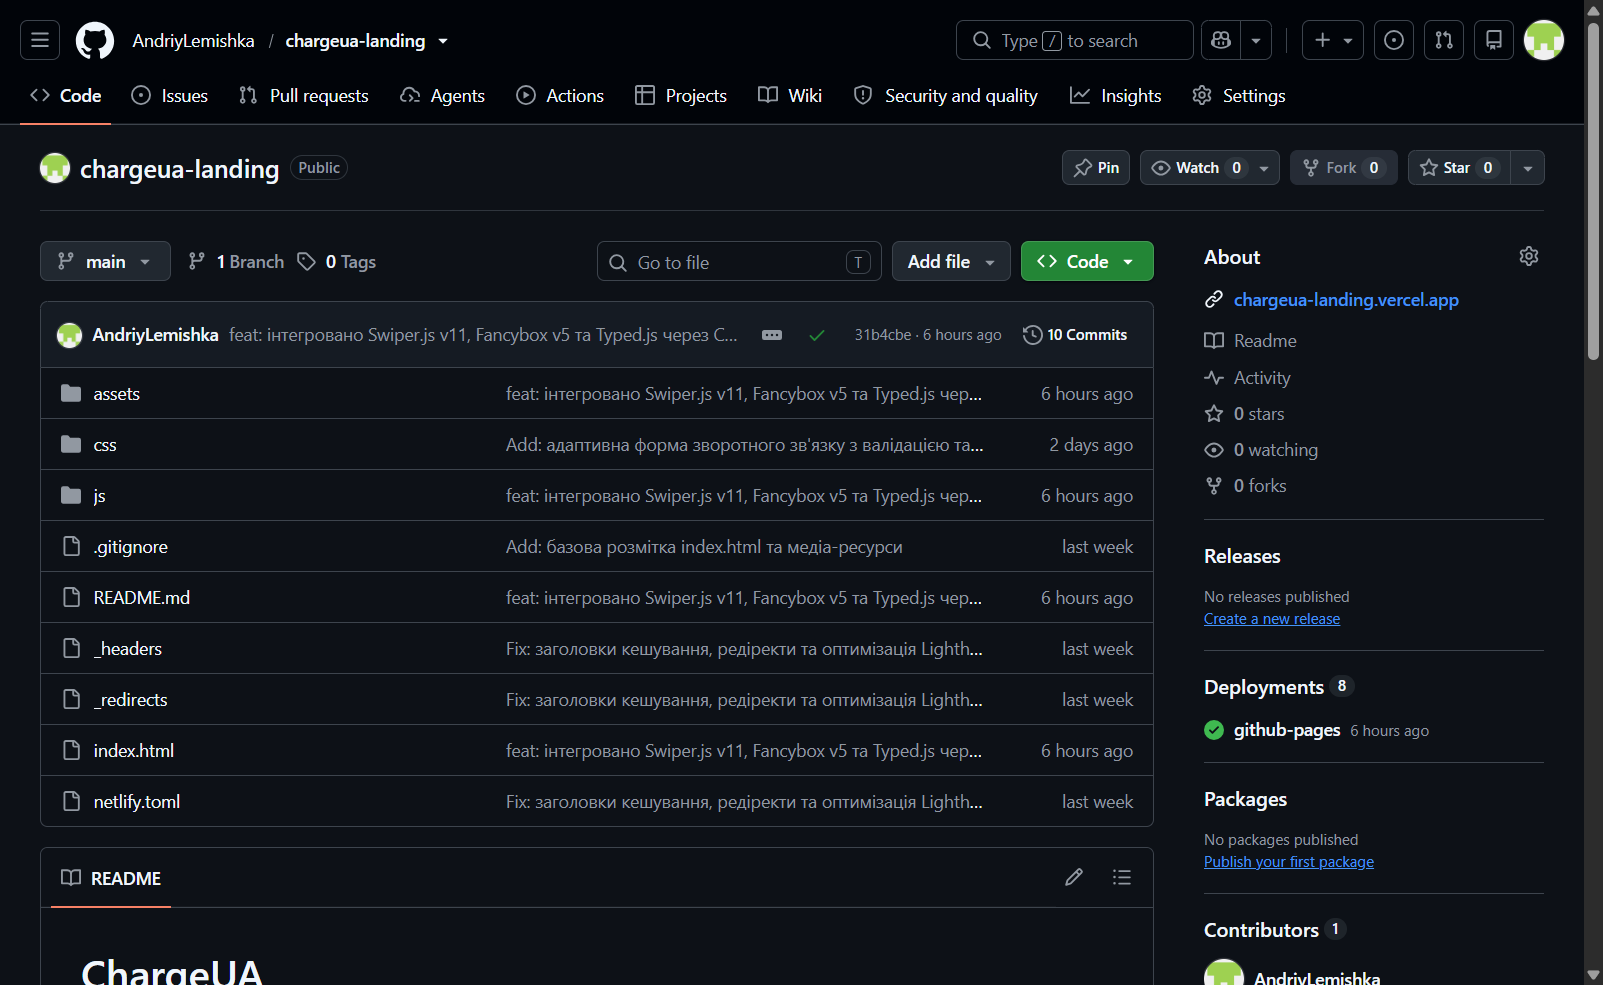 AndriyLemishka / chargeua-landing
Type / to search
Code Issues Pull requests Agents Actions Projects Wiki Security and quality Insights Settings
chargeua-landing Public
Pin Watch 0 Fork 0 Star 0
main 1 Branch 0 Tags Go to file T Add file Code
AndriyLemishka feat: інтегровано Swiper.js v11, Fancybox v5 та Typed.js через C... 31b4cbe · 6 hours ago 10 Commits
assets feat: інтегровано Swiper.js v11, Fancybox v5 та Typed.js чер... 6 hours ago
css Add: адаптивна форма зворотного зв'язку з валідацією та... 2 days ago
js feat: інтегровано Swiper.js v11, Fancybox v5 та Typed.js чер... 6 hours ago
.gitignore Add: базова розмітка index.html та медіа-ресурси last week
README.md feat: інтегровано Swiper.js v11, Fancybox v5 та Typed.js чер... 6 hours ago
_headers Fix: заголовки кешування, редіректи та оптимізація Lighth... last week
_redirects Fix: заголовки кешування, редіректи та оптимізація Lighth... last week
index.html feat: інтегровано Swiper.js v11, Fancybox v5 та Typed.js чер... 6 hours ago
netlify.toml Fix: заголовки кешування, редіректи та оптимізація Lighth... last week
README
ChargeUA
About
chargeua-landing.vercel.app
Readme
Activity
0 stars
0 watching
0 forks
Releases
No releases published
Create a new release
Deployments 8
github-pages 6 hours ago
Packages
No packages published
Publish your first package
Contributors 1
AndriyLemishka